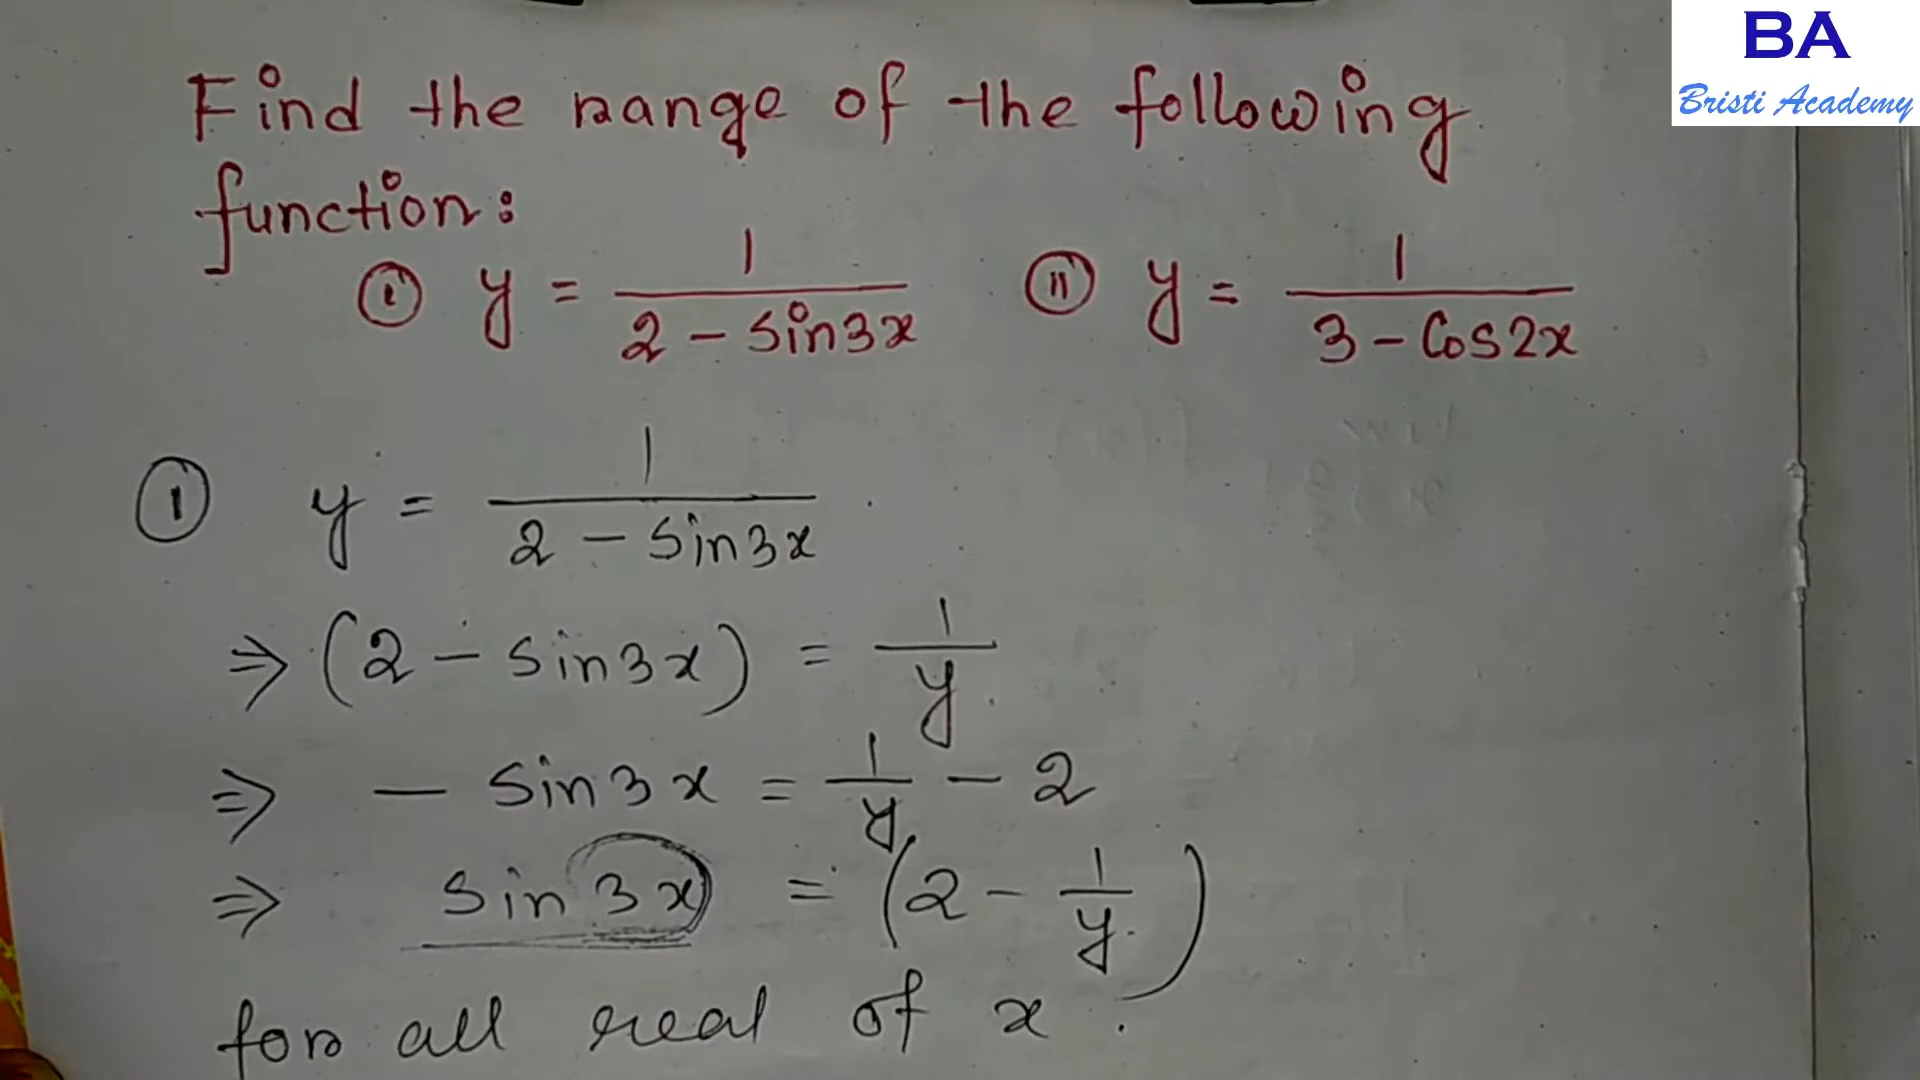 BA
Bristi Academy
Find the range of the following
function:
(i) y = 1/(2 - sin3x) (ii) y = 1/(3 - Cos2x)
(1) y = 1/(2 - sin3x)
⇒ (2 - sin3x) = 1/y
⇒ - sin3x = 1/y - 2
⇒ sin3x = (2 - 1/y)
for all real of x.